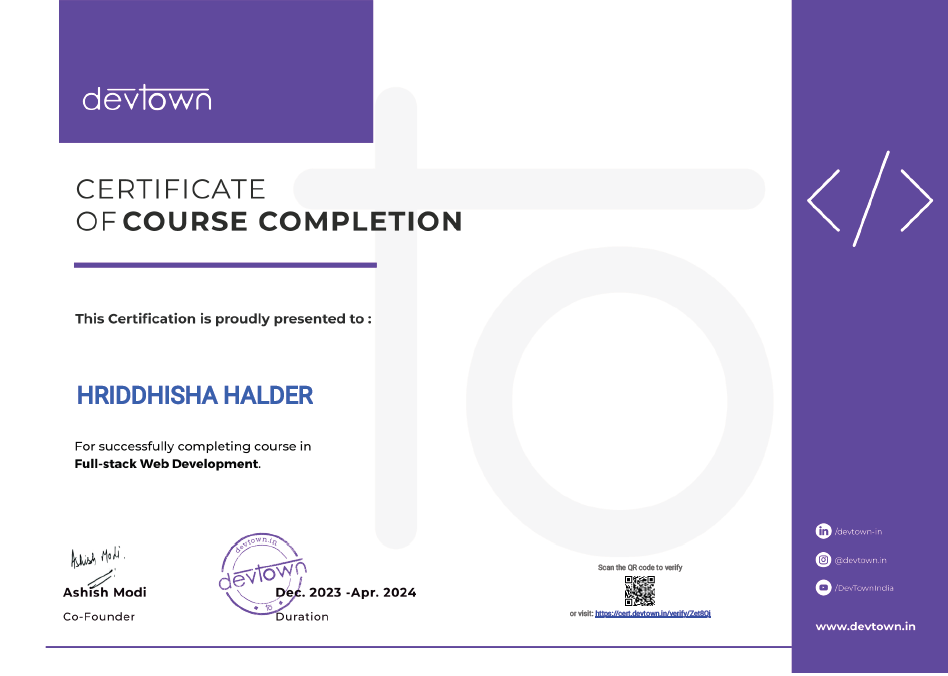 devtown
CERTIFICATE
OF COURSE COMPLETION
This Certification is proudly presented to :
HRIDDHISHA HALDER
For successfully completing course in
Full-stack Web Development.
Ashish Modi.
Ashish Modi
Co-Founder
devtown.in
devtown
to
Dec. 2023 -Apr. 2024
Duration
Scan the QR code to verify
or visit: https://cert.devtown.in/verify/Zet8Qj
</>
/devtown-in
@devtown.in
/DevTownIndia
www.devtown.in